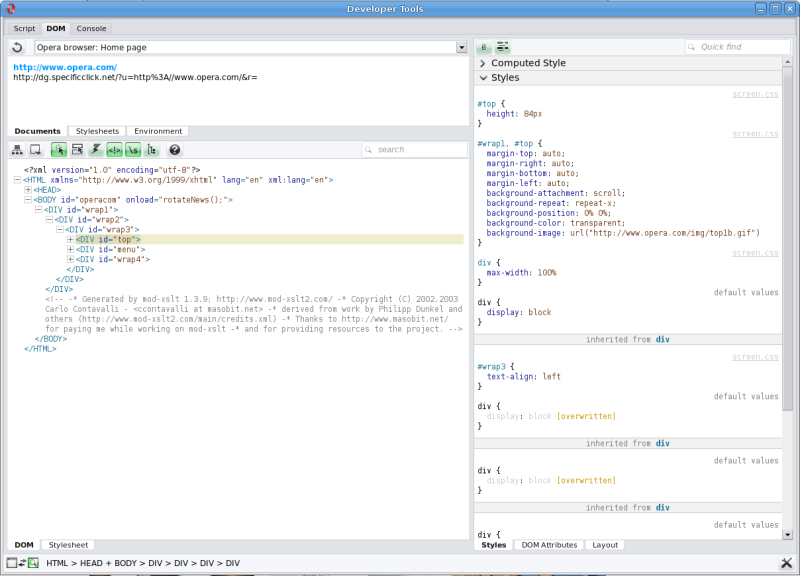 Developer Tools
Script DOM Console
Opera browser: Home page
http://www.opera.com/
http://dg.specificclick.net/?u=http%3A//www.opera.com/&r=
Documents Stylesheets Environment
search
<?xml version="1.0" encoding="utf-8"?>
<HTML xmlns="http://www.w3.org/1999/xhtml" lang="en" xml:lang="en">
<HEAD>
<BODY id="operacom" onload="rotateNews();">
<DIV id="wrap1">
<DIV id="wrap2">
<DIV id="wrap3">
<DIV id="top">
<DIV id="menu">
<DIV id="wrap4">
</DIV>
</DIV>
</DIV>
<!-- -* Generated by mod-xslt 1.3.9; http://www.mod-xslt2.com/ -* Copyright (C) 2002,2003
Carlo Contavalli - <ccontavalli at masobit.net> -* derived from work by Philipp Dunkel and
others (http://www.mod-xslt2.com/main/credits.xml) -* Thanks to http://www.masobit.net/
for paying me while working on mod-xslt -* and for providing resources to the project. -->
</BODY>
</HTML>
DOM Stylesheet
HTML > HEAD + BODY > DIV > DIV > DIV > DIV
Quick find
Computed Style
Styles
screen.css
#top {
height: 84px
}
screen.css
#wrap1, #top {
margin-top: auto;
margin-right: auto;
margin-bottom: auto;
margin-left: auto;
background-attachment: scroll;
background-repeat: repeat-x;
background-position: 0% 0%;
background-color: transparent;
background-image: url("http://www.opera.com/img/top1b.gif")
}
screen.css
div {
max-width: 100%
}
default values
div {
display: block
}
inherited from div
screen.css
#wrap3 {
text-align: left
}
default values
div {
display: block [overwritten]
}
inherited from div
default values
div {
display: block [overwritten]
}
inherited from div
default values
div {
Styles DOM Attributes Layout